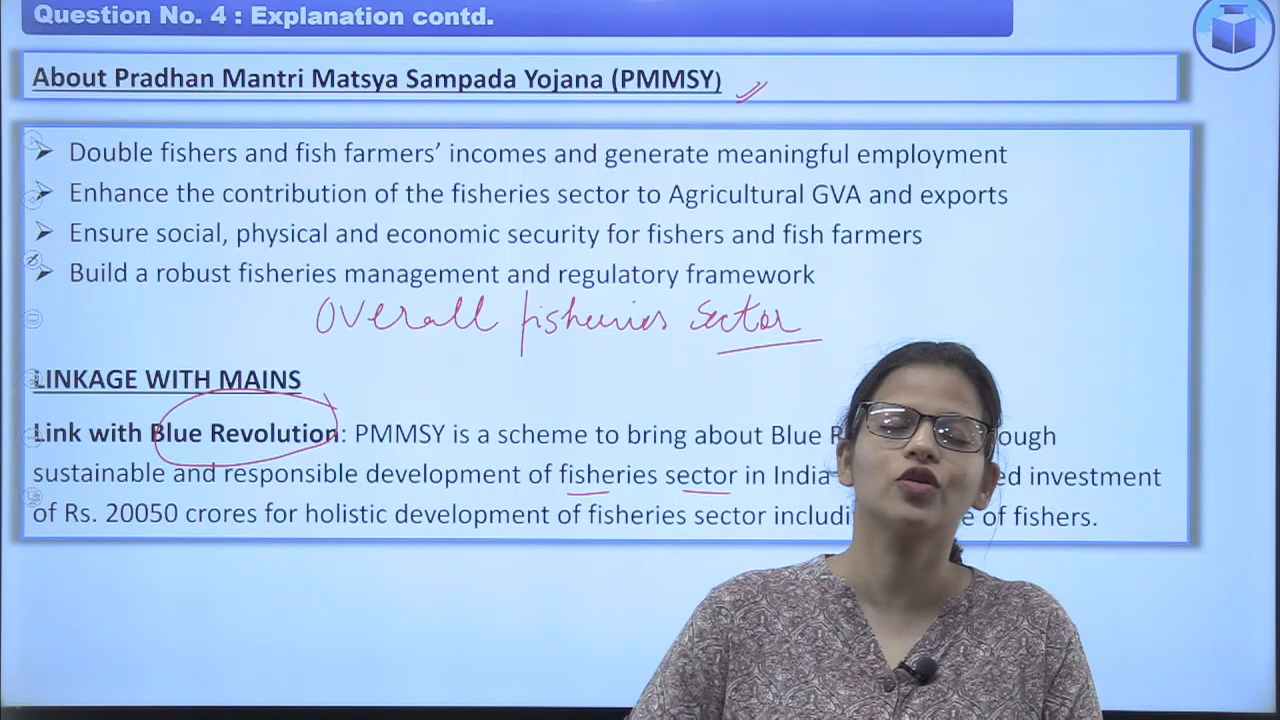 Question No. 4 : Explanation contd.
About Pradhan Mantri Matsya Sampada Yojana (PMMSY)
➤ Double fishers and fish farmers’ incomes and generate meaningful employment
➤ Enhance the contribution of the fisheries sector to Agricultural GVA and exports
➤ Ensure social, physical and economic security for fishers and fish farmers
➤ Build a robust fisheries management and regulatory framework
Overall fisheries sector
LINKAGE WITH MAINS
Link with Blue Revolution: PMMSY is a scheme to bring about Blue R ough
sustainable and responsible development of fisheries sector in India ed investment
of Rs. 20050 crores for holistic development of fisheries sector includi e of fishers.